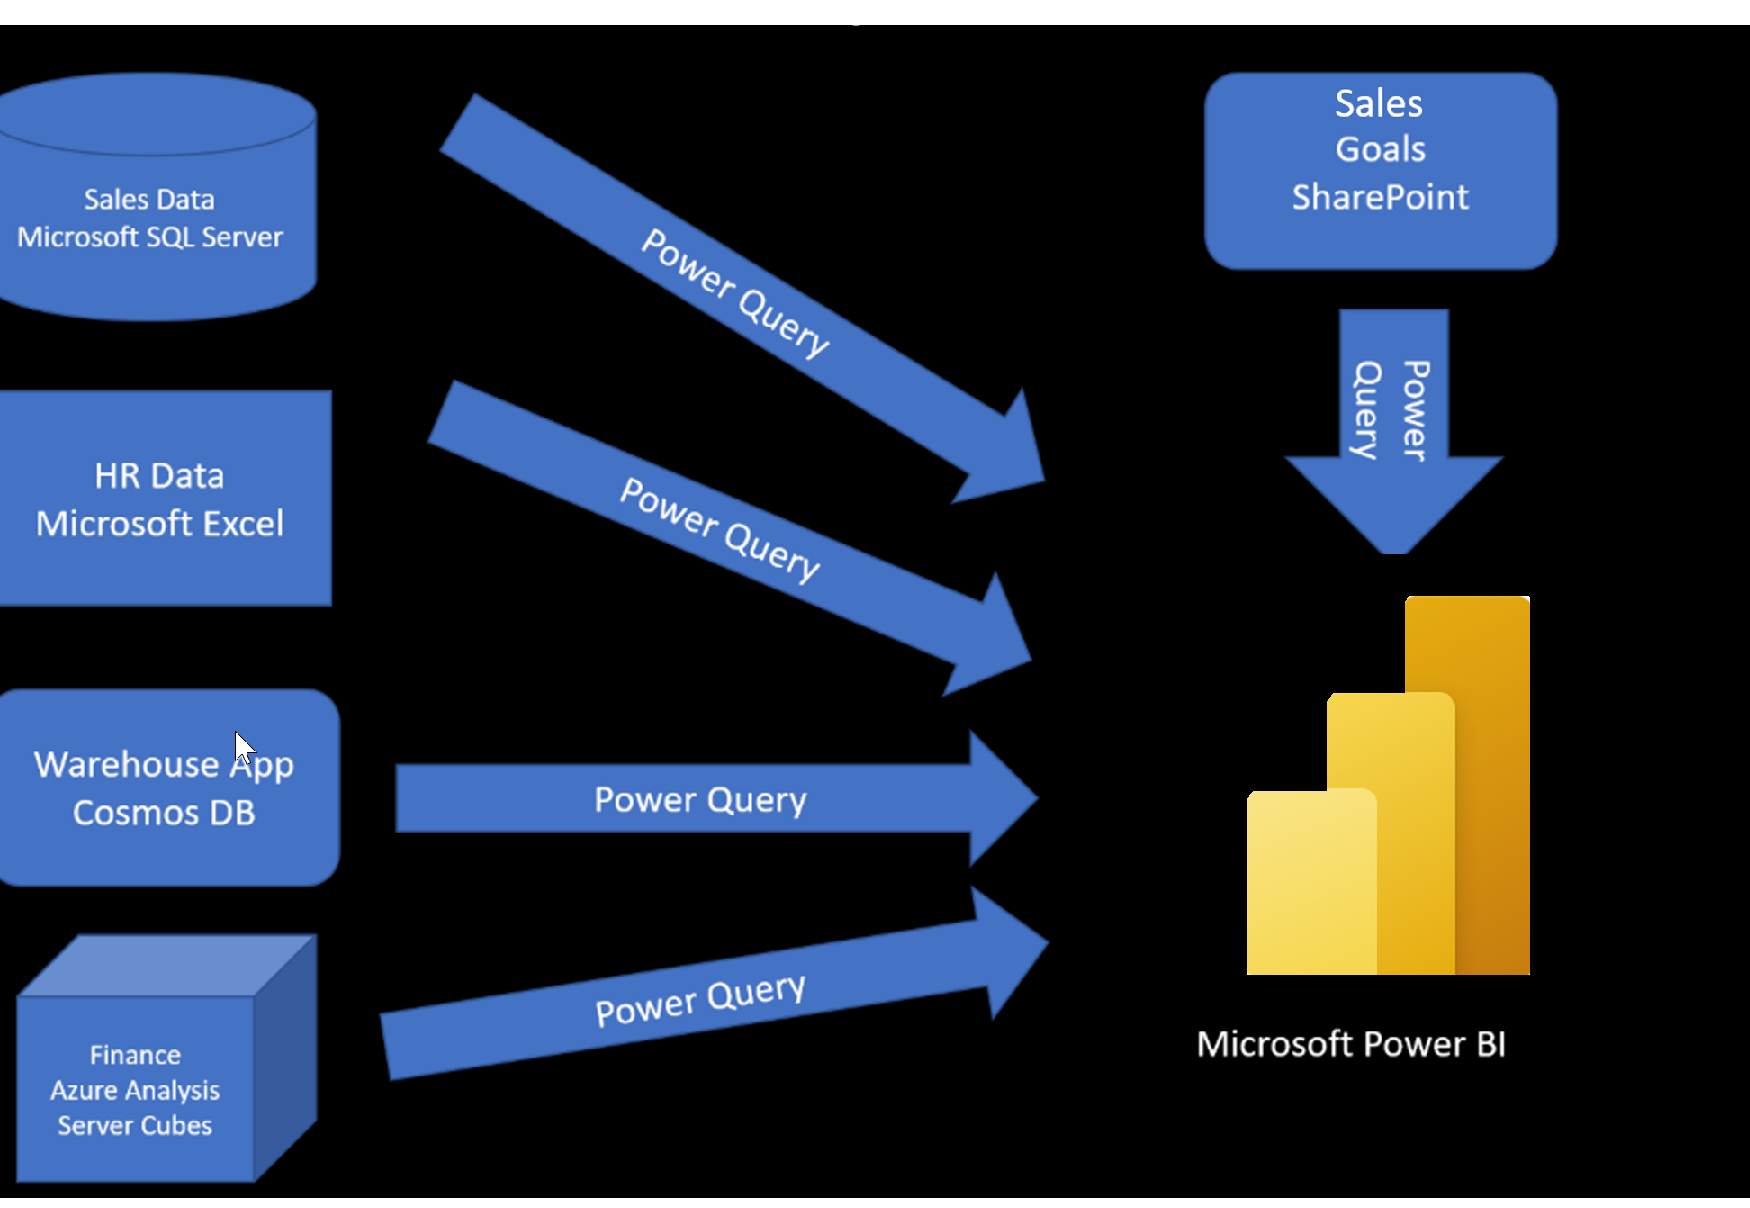 Sales Data
Microsoft SQL Server
Power Query
Sales
Goals
SharePoint
Power
Query
HR Data
Microsoft Excel
Power Query
Warehouse App
Cosmos DB
Power Query
Finance
Azure Analysis
Server Cubes
Power Query
Microsoft Power BI